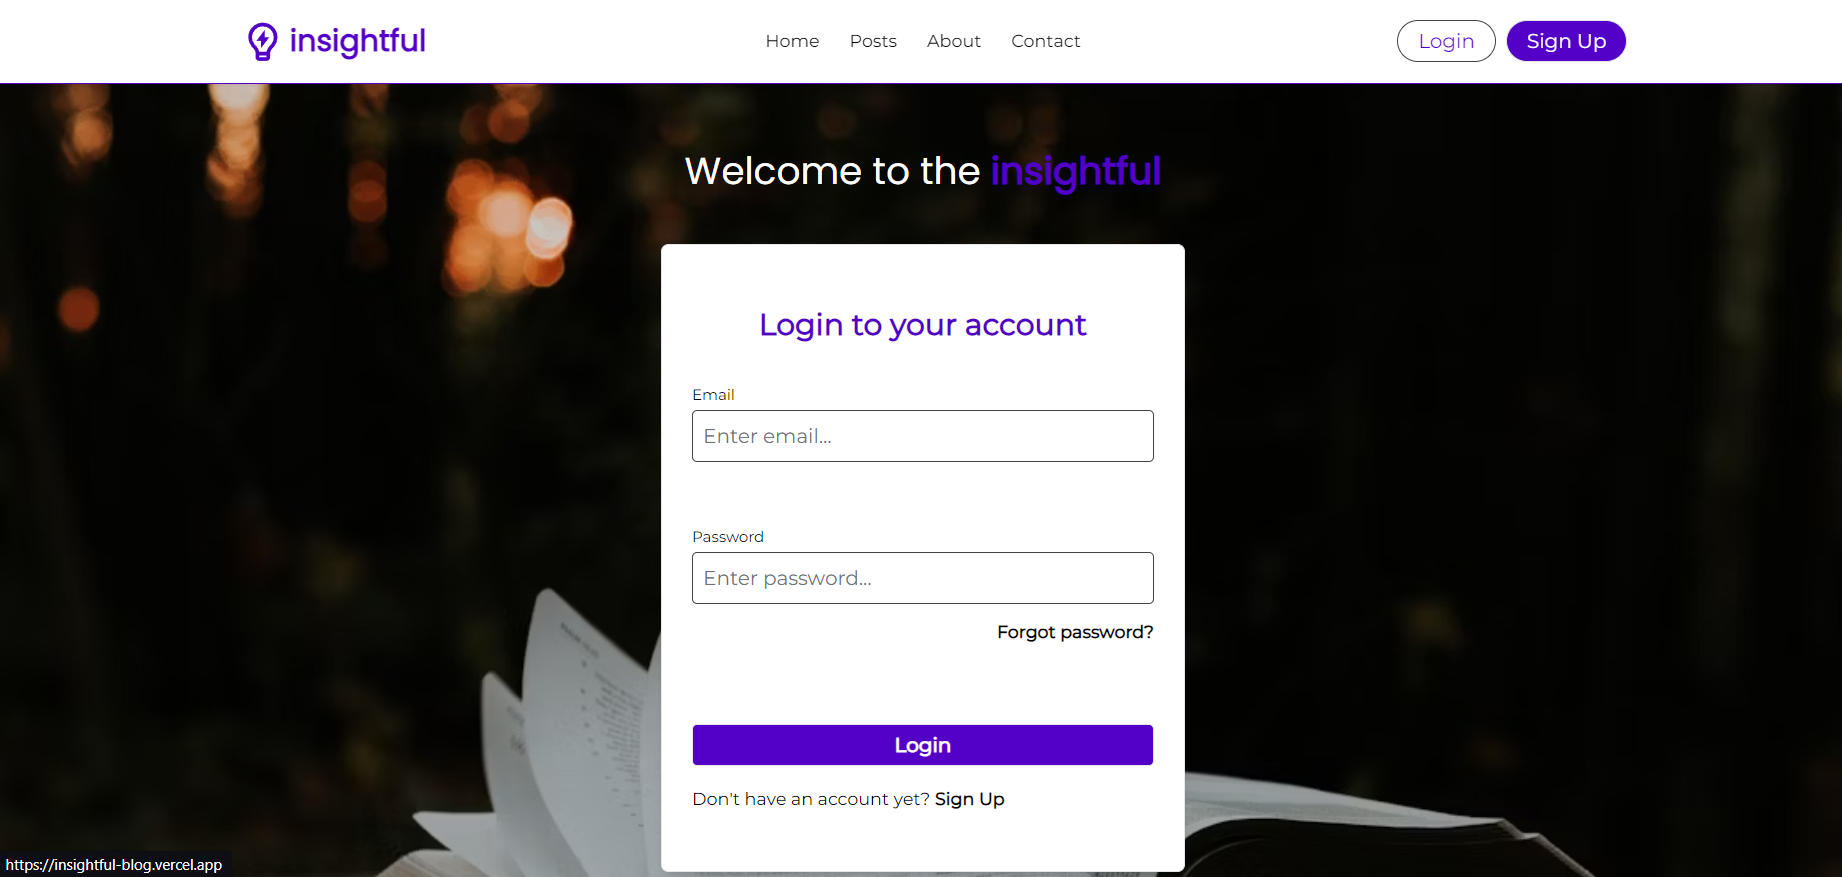 insightful
Home Posts About Contact
Login Sign Up
Welcome to the insightful
Login to your account
Email
Enter email...
Password
Enter password...
Forgot password?
Login
Don't have an account yet? Sign Up
https://insightful-blog.vercel.app